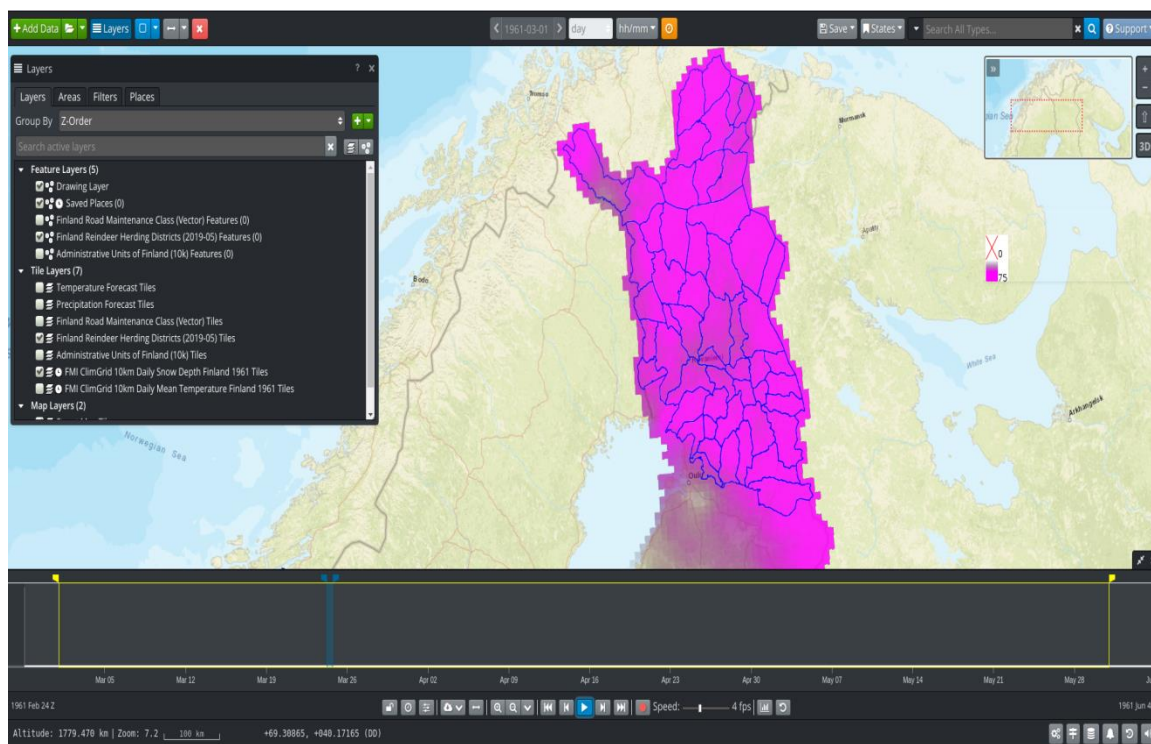 + Add Data Layers 1961-03-01 day hh/mm Save States Search All Types... x Support
Layers ? x
Layers Areas Filters Places
Group By Z-Order
Search active layers x
Feature Layers (5)
Drawing Layer
Saved Places (0)
Finland Road Maintenance Class (Vector) Features (0)
Finland Reindeer Herding Districts (2019-05) Features (0)
Administrative Units of Finland (10k) Features (0)
Tile Layers (7)
Temperature Forecast Tiles
Precipitation Forecast Tiles
Finland Road Maintenance Class (Vector) Tiles
Finland Reindeer Herding Districts (2019-05) Tiles
Administrative Units of Finland (10k) Tiles
FMI ClimGrid 10km Daily Snow Depth Finland 1961 Tiles
FMI ClimGrid 10km Daily Mean Temperature Finland 1961 Tiles
Map Layers (2)
Tromsø
Murmansk
Apatity
Bodø
Norwegian Sea
White Sea
Arkhangelsk
Oulu
0
75
+
-
3D
Mar 05 Mar 12 Mar 19 Mar 26 Apr 02 Apr 09 Apr 16 Apr 23 Apr 30 May 07 May 14 May 21 May 28
1961 Feb 24 Z Speed: 4 fps 1961 Jun 4
Altitude: 1779.470 km | Zoom: 7.2 100 km +69.30865, +040.17165 (DD)